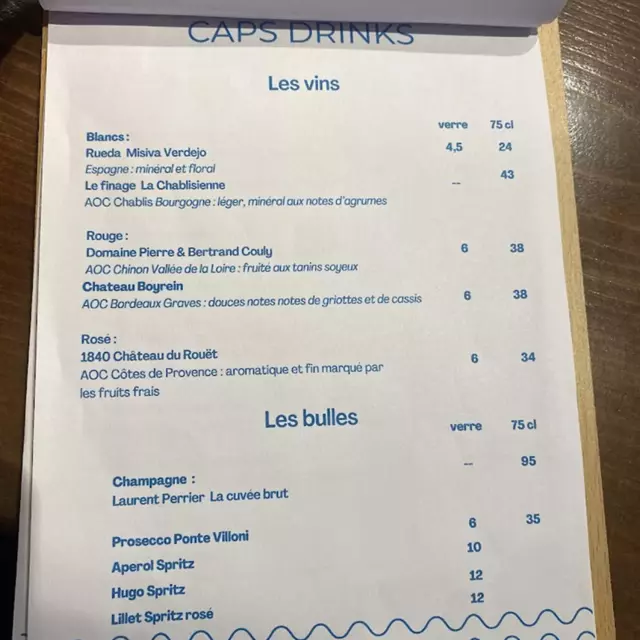 CAPS DRINKS
Les vins
verre 75 cl
Blancs :
Rueda Misiva Verdejo 4,5 24
Espagne : minéral et floral
Le finage La Chablisienne -- 43
AOC Chablis Bourgogne : léger, minéral aux notes d'agrumes
Rouge :
Domaine Pierre & Bertrand Couly 6 38
AOC Chinon Vallée de la Loire : fruité aux tanins soyeux
Chateau Boyrein
AOC Bordeaux Graves : douces notes notes de griottes et de cassis 6 38
Rosé :
1840 Château du Rouët 6 34
AOC Côtes de Provence : aromatique et fin marqué par
les fruits frais
Les bulles
verre 75 cl
Champagne : -- 95
Laurent Perrier La cuvée brut
Prosecco Ponte Villoni 6 35
Aperol Spritz 10
Hugo Spritz 12
Lillet Spritz rosé 12